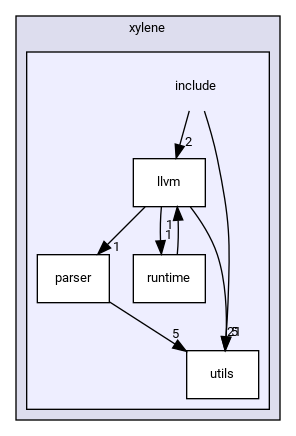 xylene
include
2
llvm
1
1
1
parser
runtime
5
utils